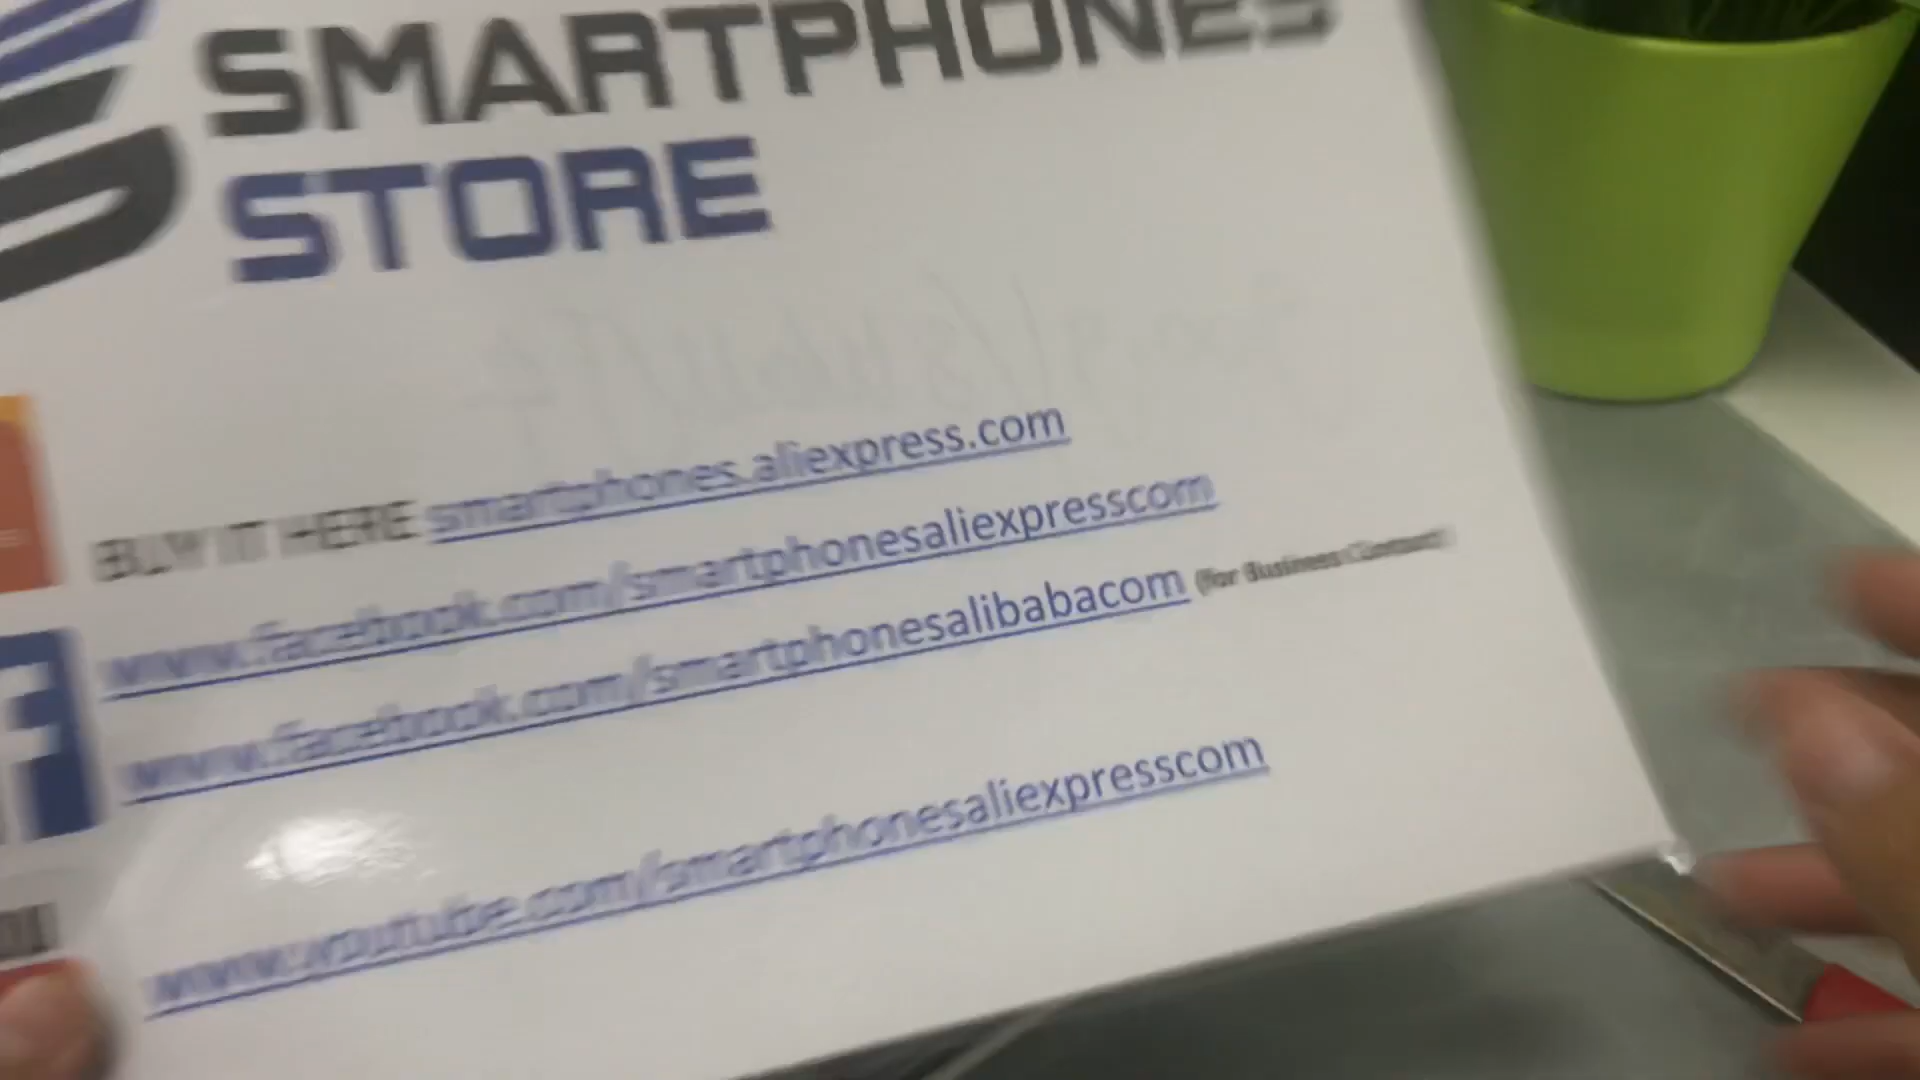 SMARTPHONES
STORE
BUY IT HERE smartphones.aliexpress.com
www.facebook.com/smartphonesaliexpresscom
www.facebook.com/smartphonesalibabacom (for Business Contact)
www.youtube.com/smartphonesaliexpresscom